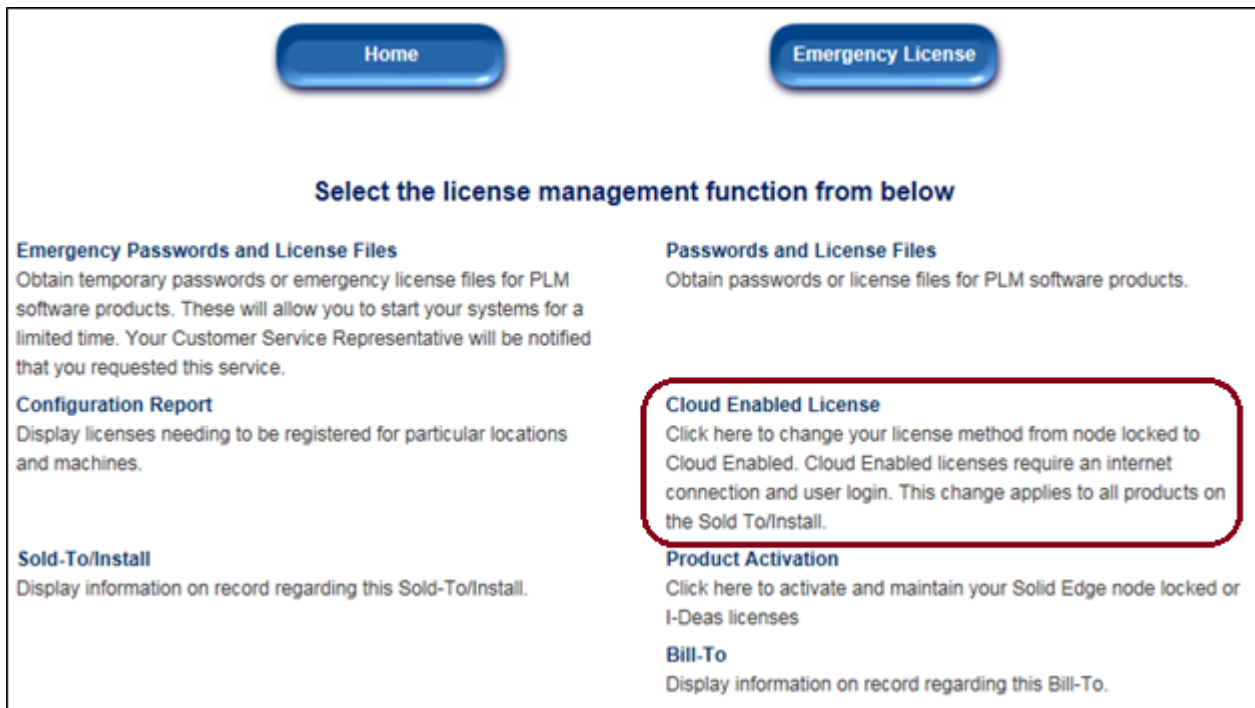 Home
Emergency License
Select the license management function from below
Emergency Passwords and License Files
Obtain temporary passwords or emergency license files for PLM
software products. These will allow you to start your systems for a
limited time. Your Customer Service Representative will be notified
that you requested this service.
Passwords and License Files
Obtain passwords or license files for PLM software products.
Configuration Report
Display licenses needing to be registered for particular locations
and machines.
Cloud Enabled License
Click here to change your license method from node locked to
Cloud Enabled. Cloud Enabled licenses require an internet
connection and user login. This change applies to all products on
the Sold To/Install.
Sold-To/Install
Display information on record regarding this Sold-To/Install.
Product Activation
Click here to activate and maintain your Solid Edge node locked or
I-Deas licenses
Bill-To
Display information on record regarding this Bill-To.